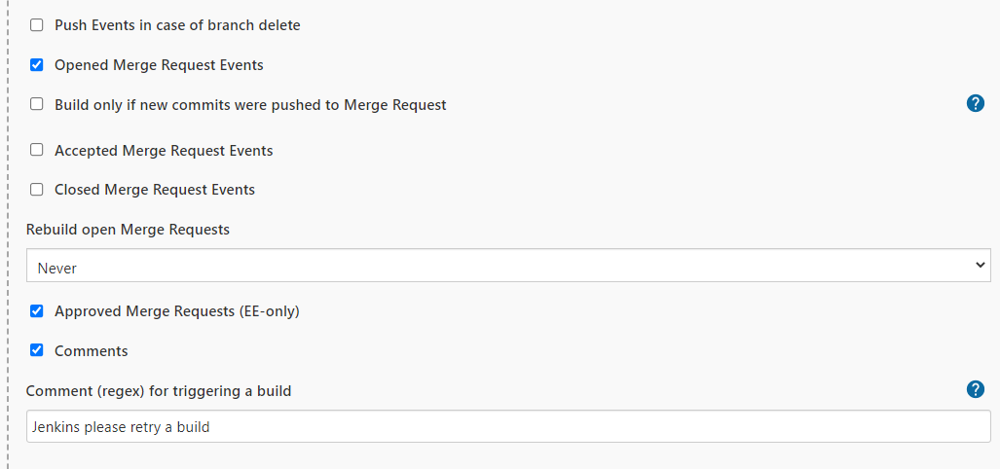 Push Events in case of branch delete
Opened Merge Request Events
Build only if new commits were pushed to Merge Request
?
Accepted Merge Request Events
Closed Merge Request Events
Rebuild open Merge Requests
Never
Approved Merge Requests (EE-only)
Comments
Comment (regex) for triggering a build
?
Jenkins please retry a build